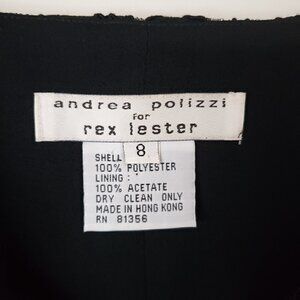 andrea polizzi
for
rex lester
8
SHELL
100% POLYESTER
LINING :
100% ACETATE
DRY CLEAN ONLY
MADE IN HONG KONG
RN 81356